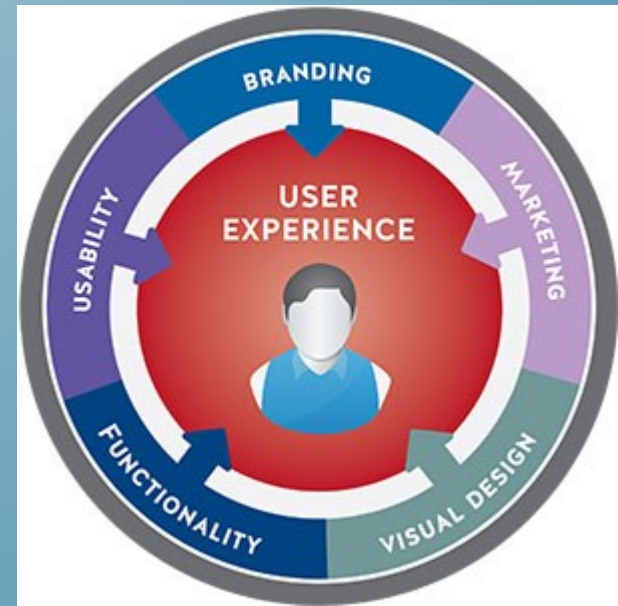 BRANDING
USER
EXPERIENCE
MARKETING
USABILITY
FUNCTIONALITY
VISUAL DESIGN